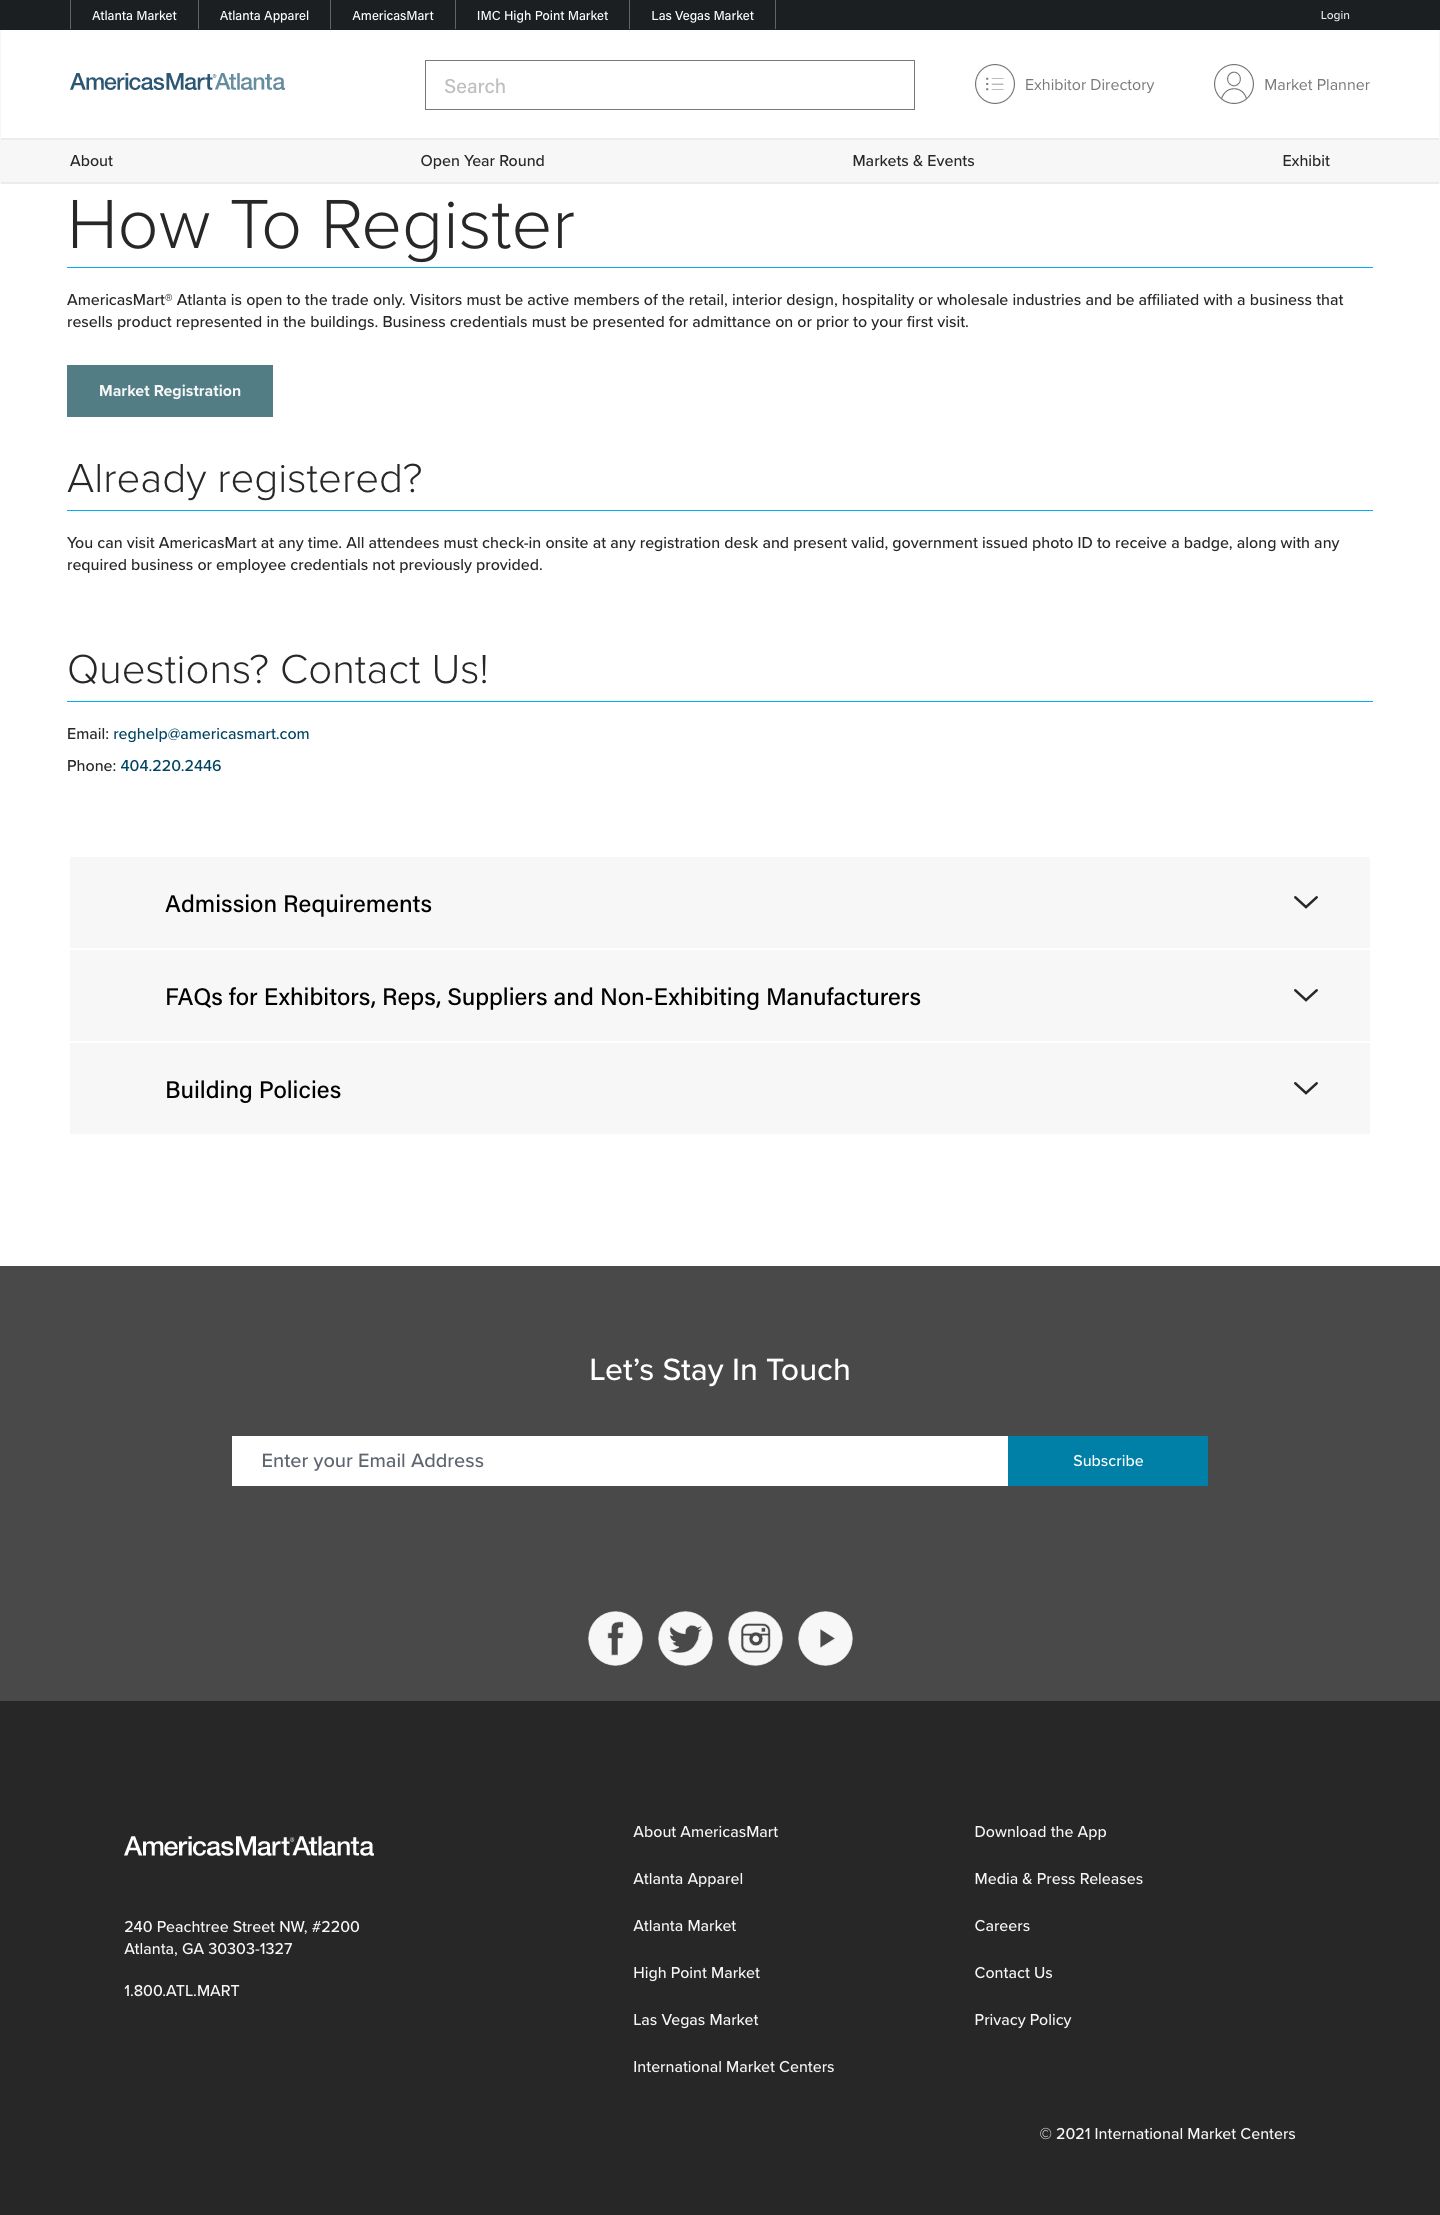 Atlanta Market
Atlanta Apparel
AmericasMart
IMC High Point Market
Las Vegas Market
Login
AmericasMart®Atlanta
Search
Exhibitor Directory
Market Planner
About
Open Year Round
Markets & Events
Exhibit
How To Register
AmericasMart® Atlanta is open to the trade only. Visitors must be active members of the retail, interior design, hospitality or wholesale industries and be affiliated with a business that
resells product represented in the buildings. Business credentials must be presented for admittance on or prior to your first visit.
Market Registration
Already registered?
You can visit AmericasMart at any time. All attendees must check-in onsite at any registration desk and present valid, government issued photo ID to receive a badge, along with any
required business or employee credentials not previously provided.
Questions? Contact Us!
Email: reghelp@americasmart.com
Phone: 404.220.2446
Admission Requirements
FAQs for Exhibitors, Reps, Suppliers and Non-Exhibiting Manufacturers
Building Policies
Let’s Stay In Touch
Enter your Email Address
Subscribe
AmericasMart®Atlanta
240 Peachtree Street NW, #2200
Atlanta, GA 30303-1327
1.800.ATL.MART
About AmericasMart
Atlanta Apparel
Atlanta Market
High Point Market
Las Vegas Market
International Market Centers
Download the App
Media & Press Releases
Careers
Contact Us
Privacy Policy
© 2021 International Market Centers